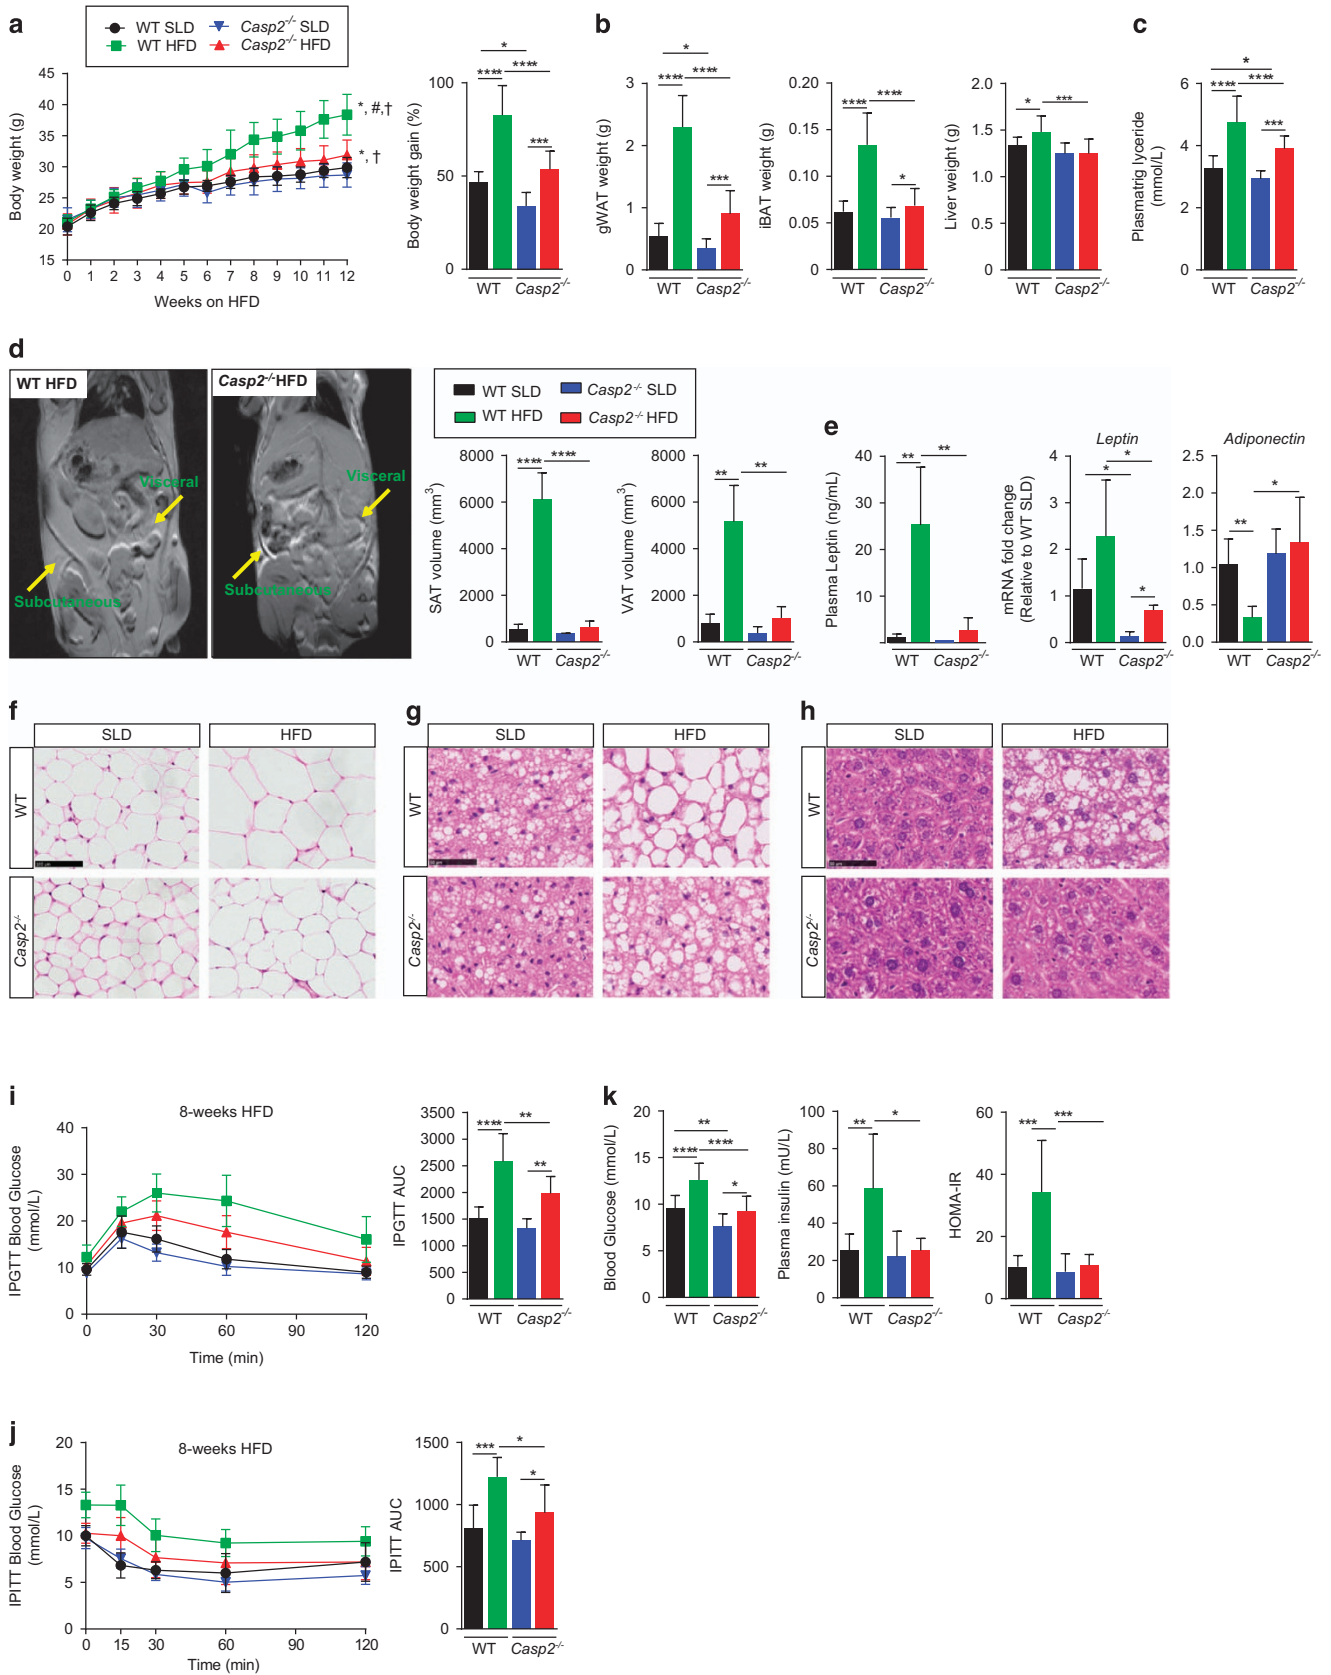 a
WT SLD
Casp2-/- SLD
WT HFD
Casp2-/- HFD
Body weight (g)
45
40
35
30
25
20
15
*, #,†
*, †
0 1 2 3 4 5 6 7 8 9 10 11 12
Weeks on HFD
Body weight gain (%)
100
50
0
*
**** ****
***
WT Casp2-/-
b
gWAT weight (g)
3
2
1
0
*
**** ****
***
WT Casp2-/-
iBAT weight (g)
0.20
0.15
0.10
0.05
0.00
**** ****
*
WT Casp2-/-
Liver weight (g)
2.0
1.5
1.0
0.5
0.0
* ***
WT Casp2-/-
c
Plasmatrig lyceride
(mmol/L)
6
4
2
0
*
**** ****
***
WT Casp2-/-
d
WT HFD
Casp2-/-HFD
Visceral
Subcutaneous
Visceral
Subcutaneous
WT SLD
Casp2-/- SLD
WT HFD
Casp2-/- HFD
SAT volume (mm3)
8000
6000
4000
2000
0
**** ****
WT Casp2-/-
VAT volume (mm3)
8000
6000
4000
2000
0
** **
WT Casp2-/-
e
Plasma Leptin (ng/mL)
40
30
20
10
0
** **
WT Casp2-/-
Leptin
mRNA fold change
(Relative to WT SLD)
4
3
2
1
0
*
*
*
WT Casp2-/-
Adiponectin
2.5
2.0
1.5
1.0
0.5
0.0
*
**
WT Casp2-/-
f
SLD HFD
WT
Casp2-/-
g
SLD HFD
WT
Casp2-/-
h
SLD HFD
WT
Casp2-/-
i
8-weeks HFD
IPGTT Blood Glucose
(mmol/L)
40
30
20
10
0
0 30 60 90 120
Time (min)
IPGTT AUC
3500
3000
2500
2000
1500
1000
500
0
**** **
**
WT Casp2-/-
k
Blood Glucose (mmol/L)
20
15
10
5
0
**
**** ****
*
WT Casp2-/-
Plasma insulin (mU/L)
100
80
60
40
20
0
** *
WT Casp2-/-
HOMA-IR
60
40
20
0
*** ***
WT Casp2-/-
j
8-weeks HFD
IPITT Blood Glucose
(mmol/L)
20
15
10
5
0
0 15 30 60 90 120
Time (min)
IPITT AUC
1500
1000
500
0
*** *
*
WT Casp2-/-